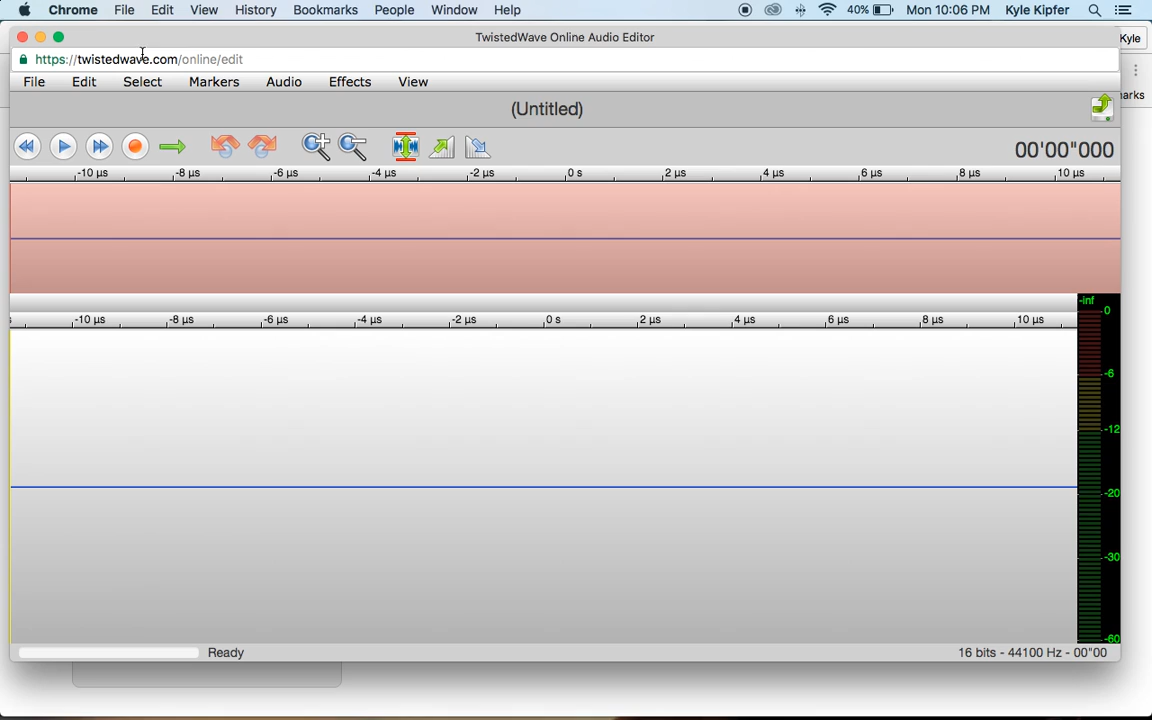 Chrome File Edit View History Bookmarks People Window Help 40% Mon 10:06 PM Kyle Kipfer
TwistedWave Online Audio Editor
Kyle
https://twistedwave.com/online/edit
File Edit Select Markers Audio Effects View
arks
(Untitled)
00'00"000
-10 µs -8 µs -6 µs -4 µs -2 µs 0 s 2 µs 4 µs 6 µs 8 µs 10 µs
-inf
0
-10 µs -8 µs -6 µs -4 µs -2 µs 0 s 2 µs 4 µs 6 µs 8 µs 10 µs
-6
-12
-20
-30
-60
Ready 16 bits - 44100 Hz - 00"00